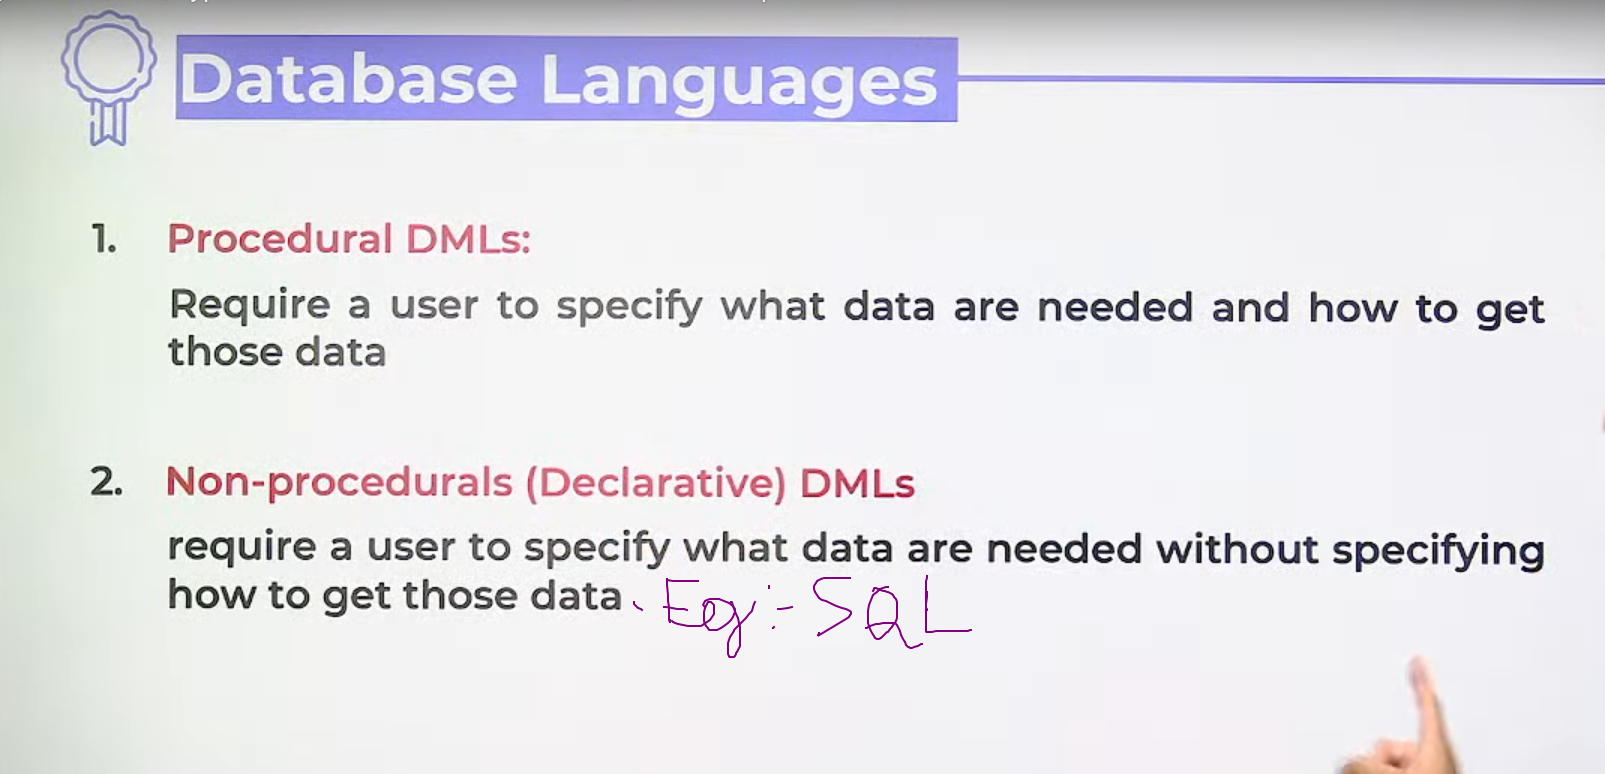 Database Languages
1. Procedural DMLs:
Require a user to specify what data are needed and how to get
those data
2. Non-procedurals (Declarative) DMLs
require a user to specify what data are needed without specifying
how to get those data. Eg:- SQL